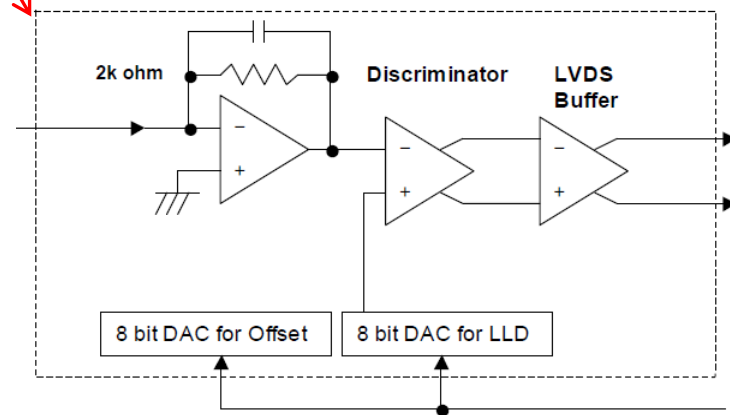 2k ohm
Discriminator
LVDS
Buffer
−
+
−
+
−
+
8 bit DAC for Offset
8 bit DAC for LLD